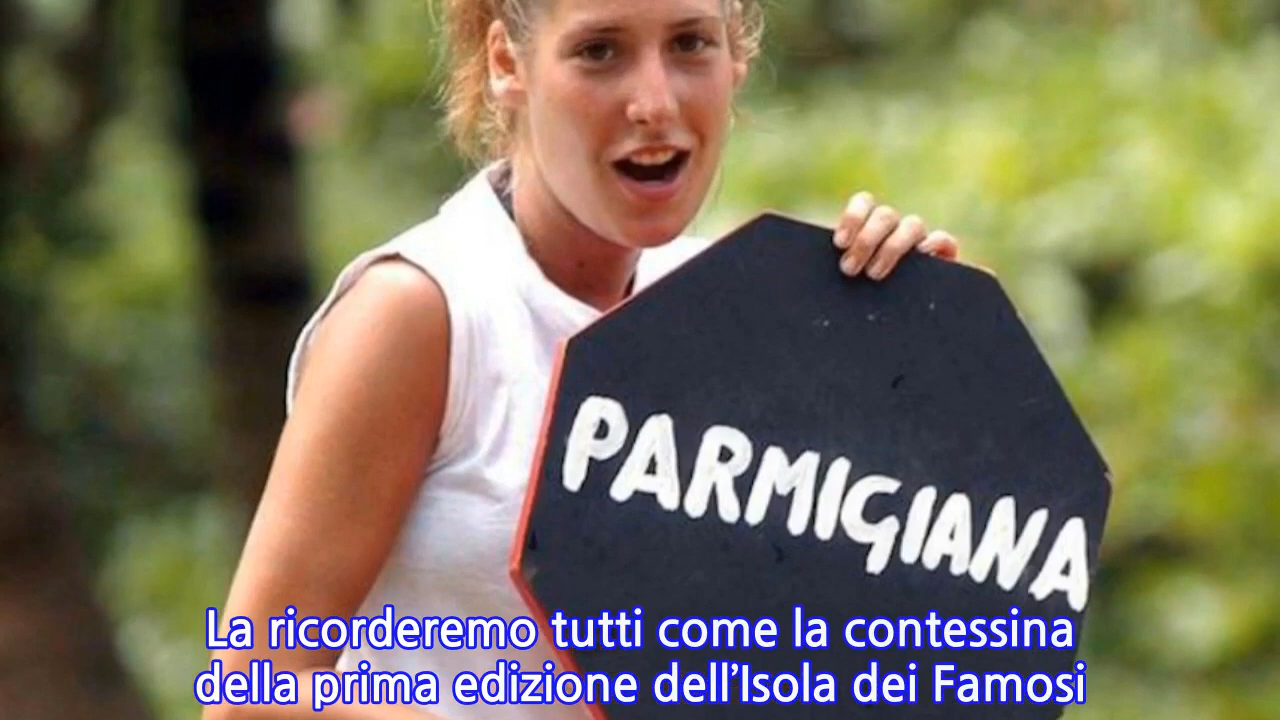 PARMIGIANA
La ricorderemo tutti come la contessina
della prima edizione dell'Isola dei Famosi